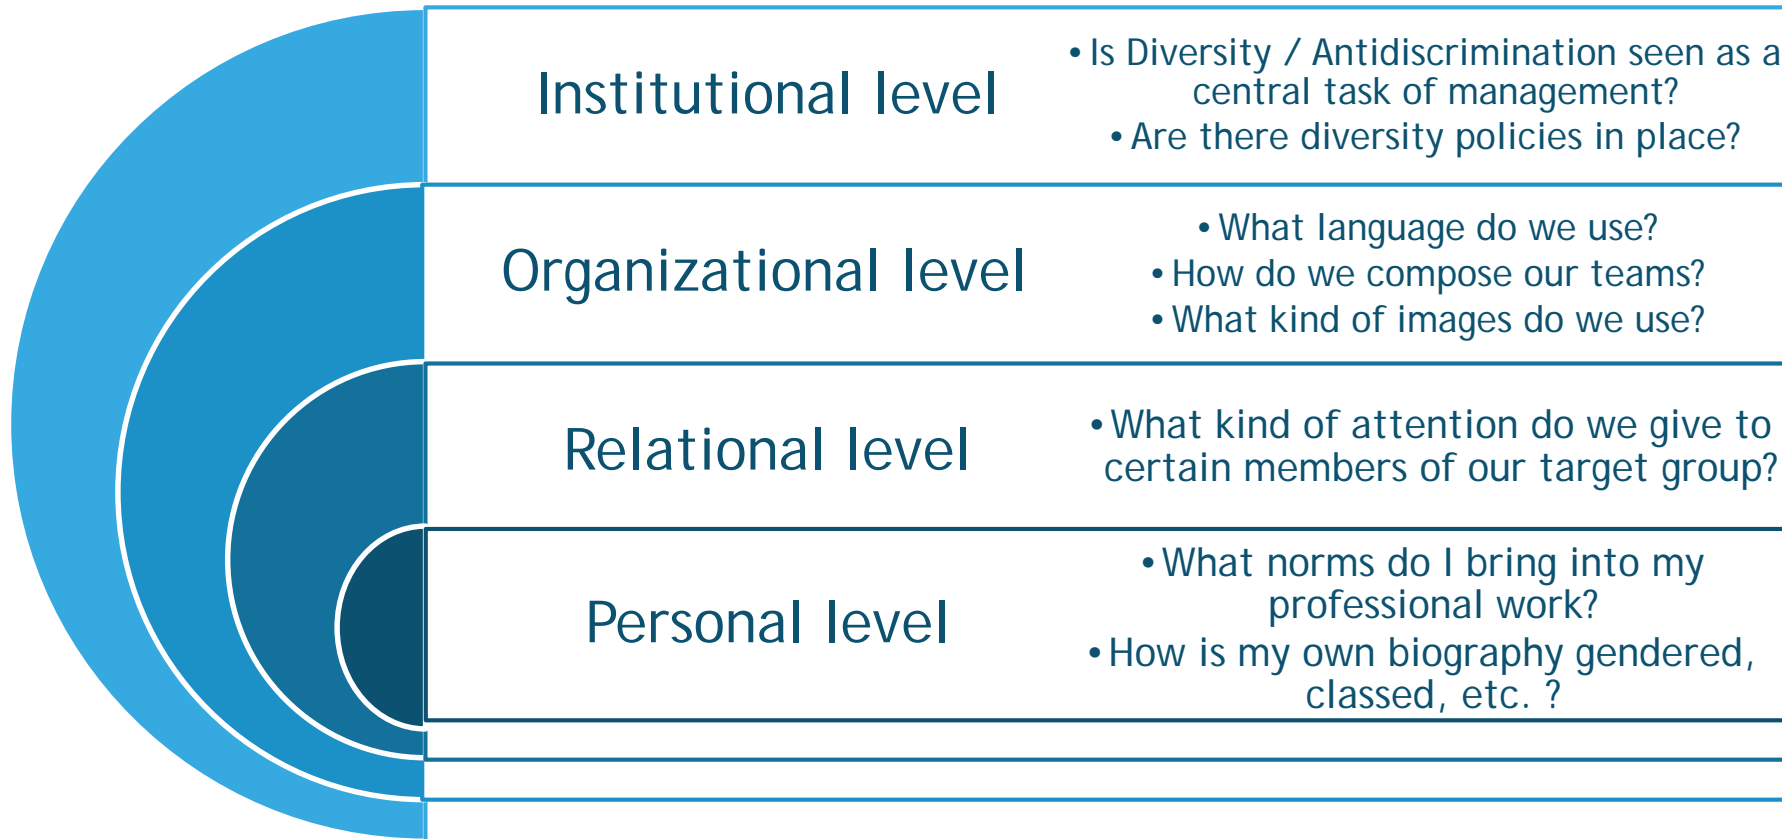 Institutional level
• Is Diversity / Antidiscrimination seen as a
central task of management?
• Are there diversity policies in place?
Organizational level
• What language do we use?
• How do we compose our teams?
• What kind of images do we use?
Relational level
• What kind of attention do we give to
certain members of our target group?
Personal level
• What norms do I bring into my
professional work?
• How is my own biography gendered,
classed, etc. ?